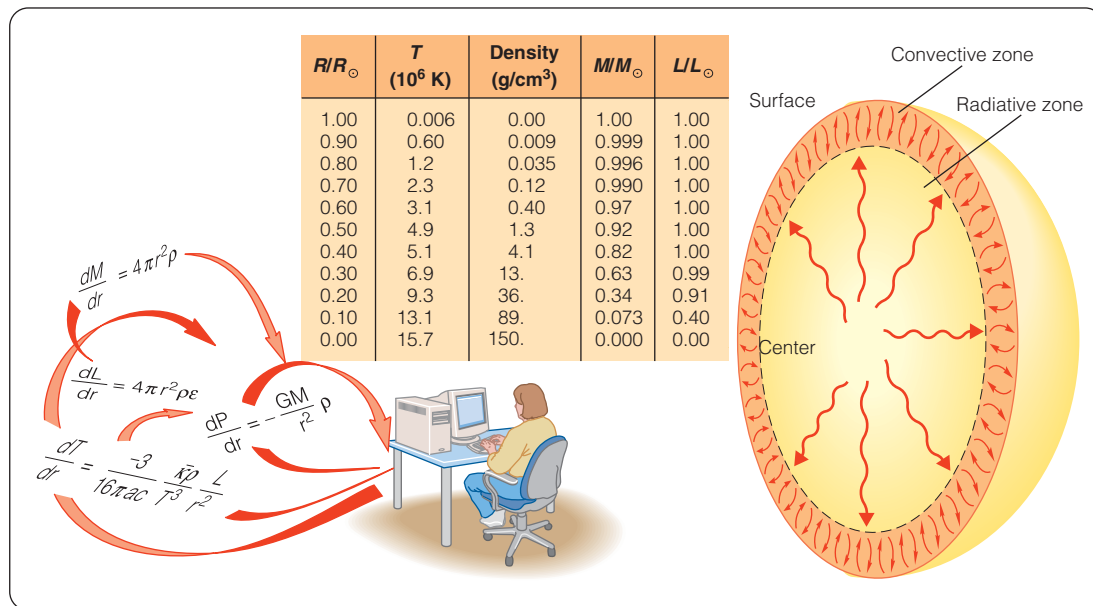 R/R☉ T (10⁶ K) Density (g/cm³) M/M☉ L/L☉
1.00 0.006 0.00 1.00 1.00
0.90 0.60 0.009 0.999 1.00
0.80 1.2 0.035 0.996 1.00
0.70 2.3 0.12 0.990 1.00
0.60 3.1 0.40 0.97 1.00
0.50 4.9 1.3 0.92 1.00
0.40 5.1 4.1 0.82 1.00
0.30 6.9 13. 0.63 0.99
0.20 9.3 36. 0.34 0.91
0.10 13.1 89. 0.073 0.40
0.00 15.7 150. 0.000 0.00
dM/dr = 4πr²ρ
dL/dr = 4πr²ρε
dP/dr = - GM/r² ρ
dT/dr = -3/16πac κ̄ρ/T³ L/r²
Convective zone
Surface
Radiative zone
Center